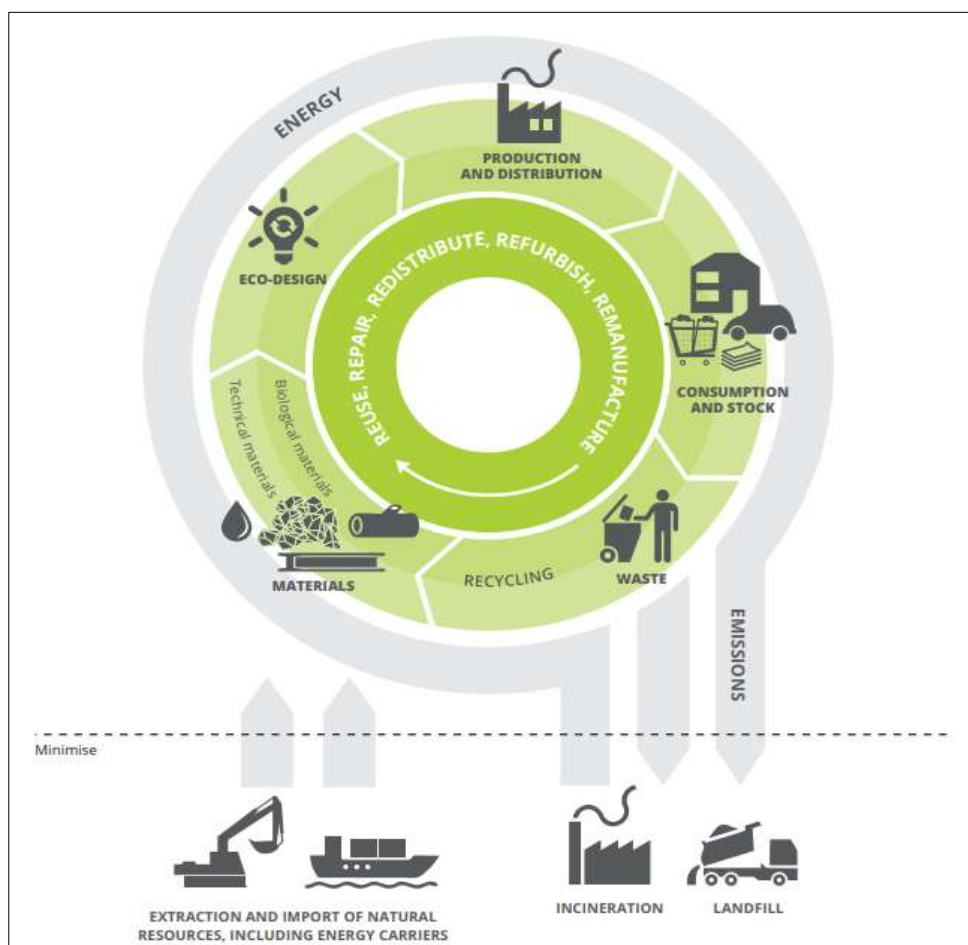 ENERGY
PRODUCTION
AND DISTRIBUTION
ECO-DESIGN
REUSE, REPAIR, REDISTRIBUTE, REFURBISH, REMANUFACTURE
CONSUMPTION
AND STOCK
Technical materials
Biological materials
MATERIALS
RECYCLING
WASTE
EMISSIONS
Minimise
EXTRACTION AND IMPORT OF NATURAL
RESOURCES, INCLUDING ENERGY CARRIERS
INCINERATION
LANDFILL